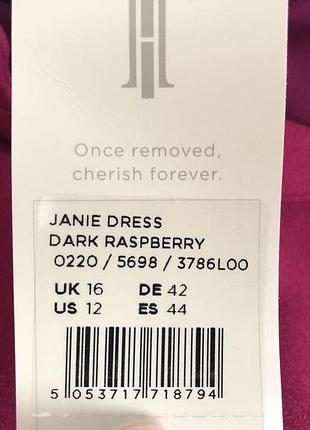 Once removed,
cherish forever.
JANIE DRESS
DARK RASPBERRY
0220 / 5698 / 3786L00
UK 16 DE 42
US 12 ES 44
5 053717 718794